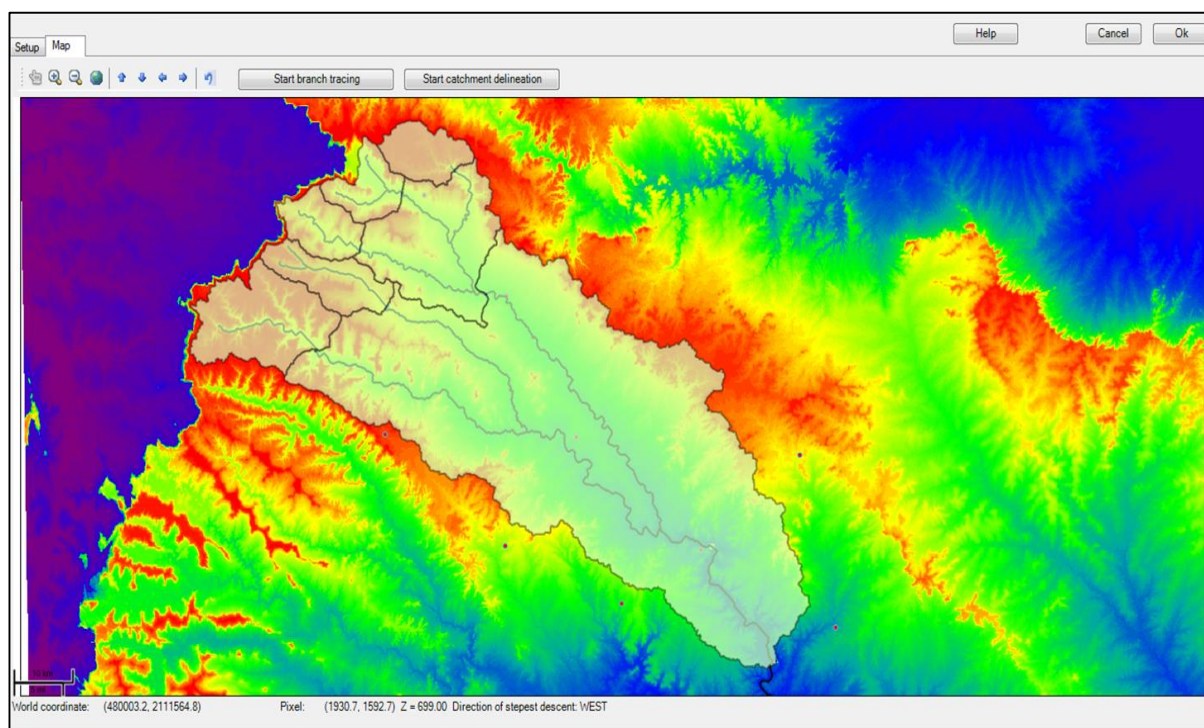 Help Cancel Ok
Setup Map
Start branch tracing Start catchment delineation
World coordinate: (480003.2, 2111564.8) Pixel: (1930.7, 1592.7) Z = 699.00 Direction of stepest descent: WEST